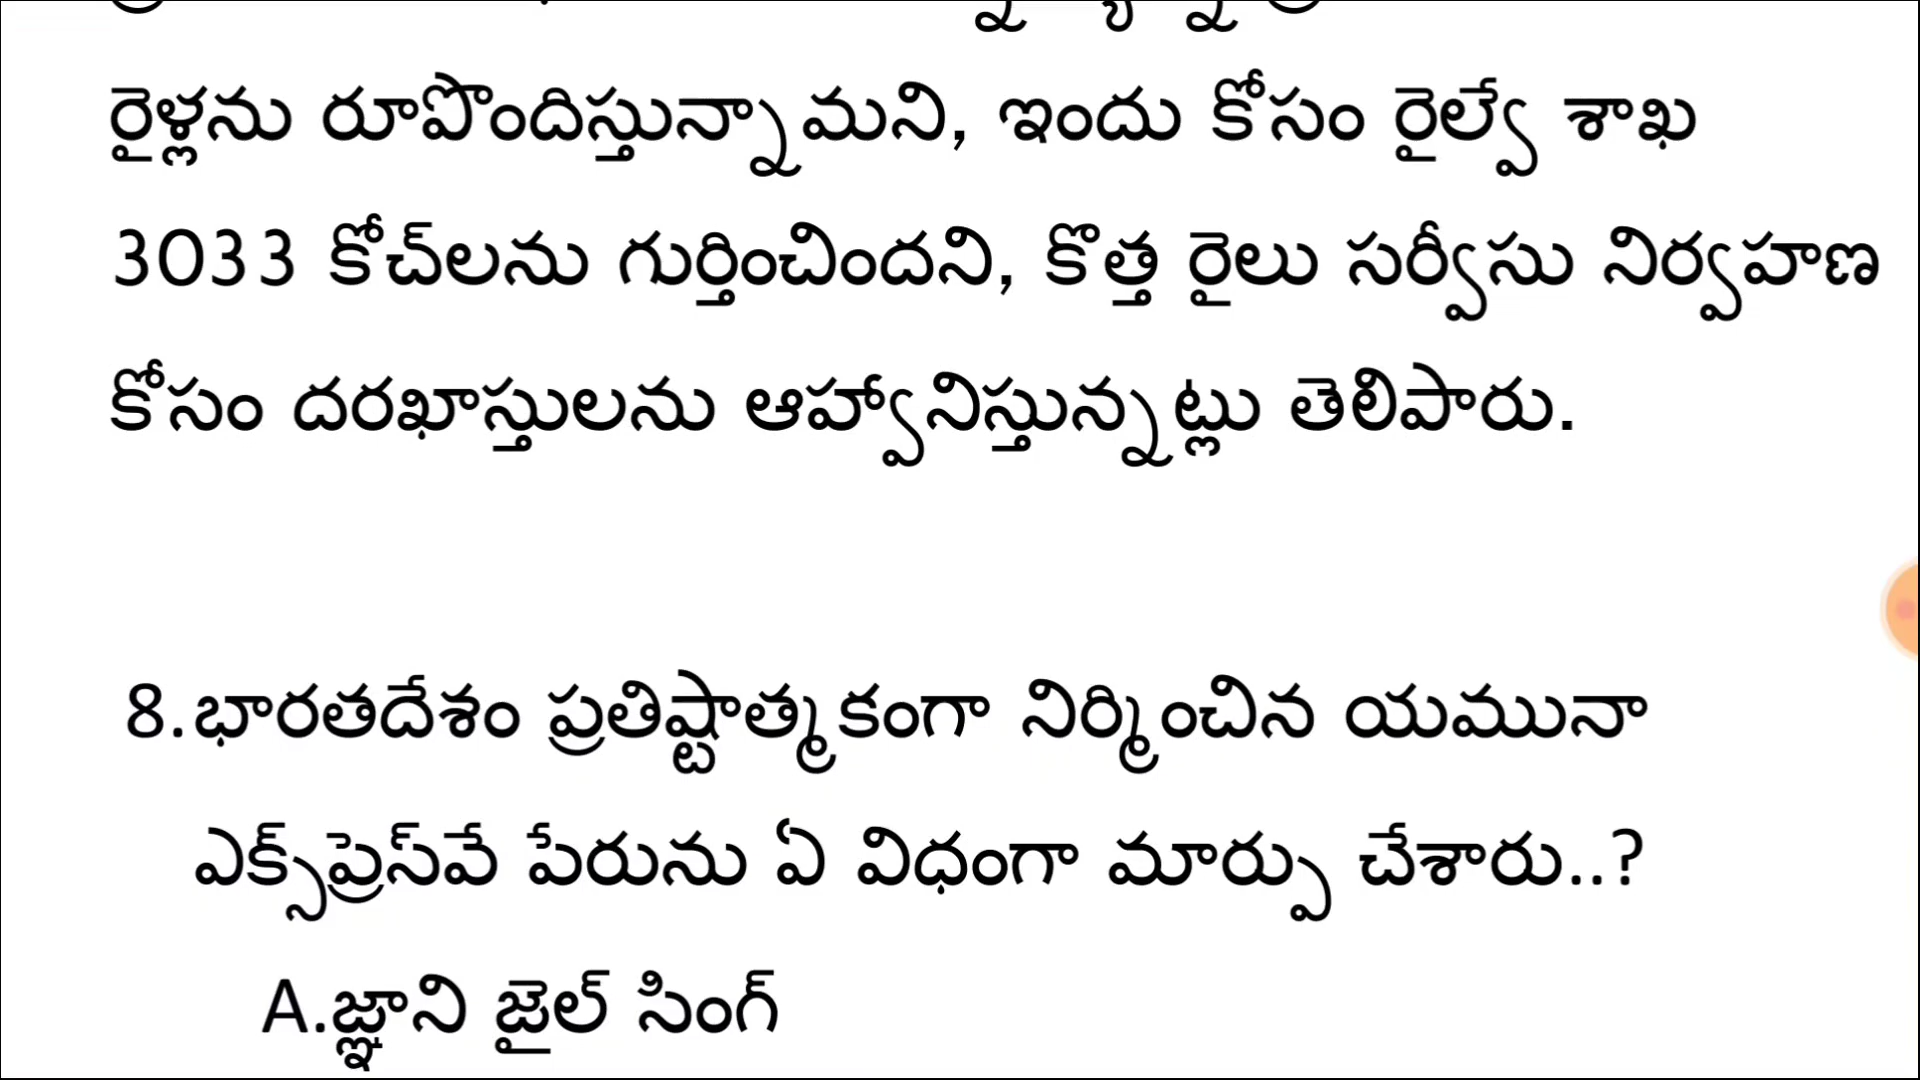 రైళ్లను రూపొందిస్తున్నామని, ఇందు కోసం రైల్వే శాఖ
3033 కోచ్‌లను గుర్తించిందని, కొత్త రైలు సర్వీసు నిర్వహణ
కోసం దరఖాస్తులను ఆహ్వానిస్తున్నట్లు తెలిపారు.
8.భారతదేశం ప్రతిష్టాత్మకంగా నిర్మించిన యమునా
ఎక్స్‌ప్రెస్‌వే పేరును ఏ విధంగా మార్పు చేశారు..?
A.జ్ఞాని జైల్ సింగ్